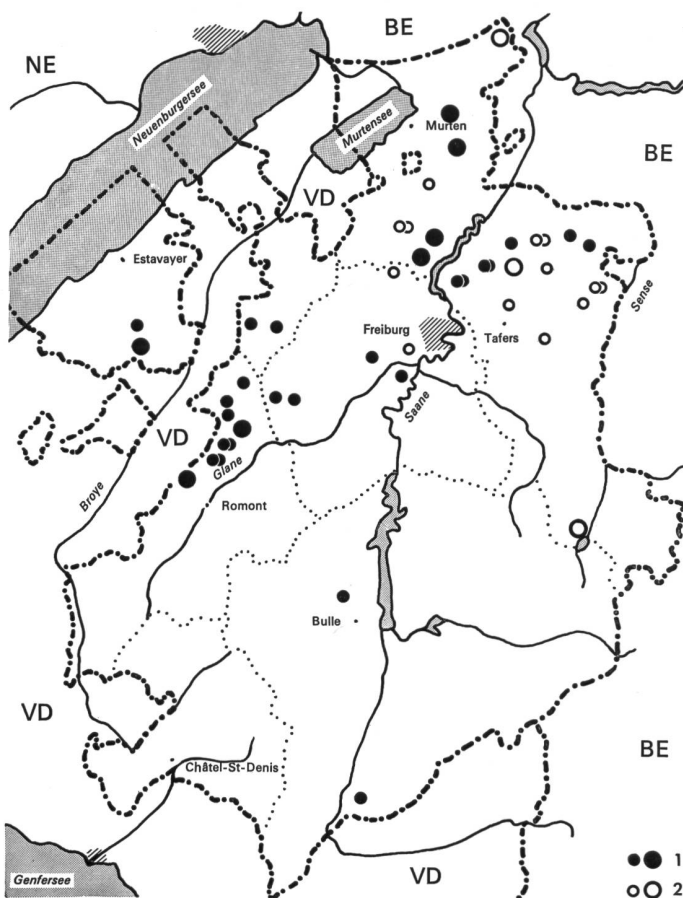 BE
NE
Neuenburgersee
Murtensee
Murten
BE
VD
Estavayer
Sense
Freiburg
Tafers
Saane
VD
Glane
Broye
Romont
Bulle
VD
BE
Châtel-St-Denis
1
VD
2
Genfersee